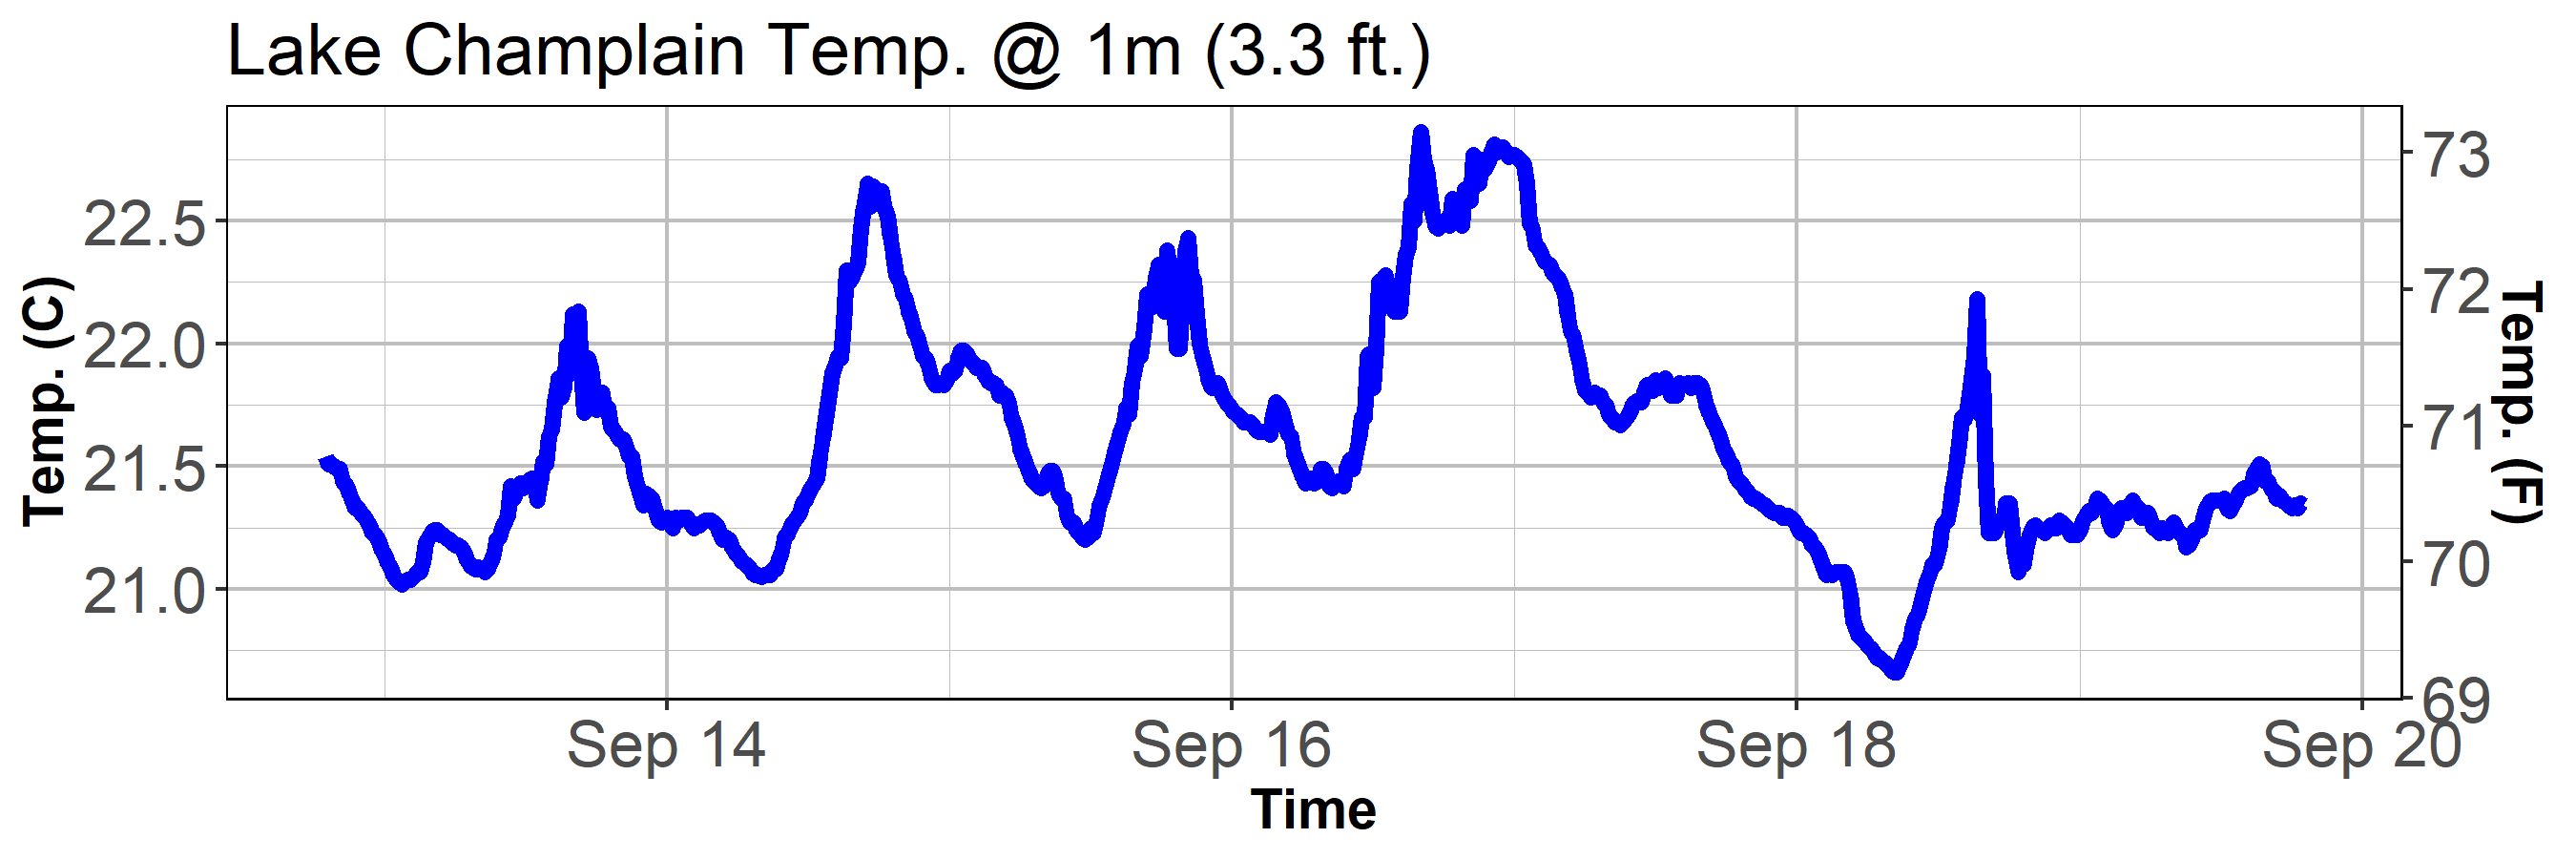 Lake Champlain Temp. @ 1m (3.3 ft.)
Temp. (C)
22.5
22.0
21.5
21.0
73
72
71
70
69
Temp. (F)
Sep 14
Sep 16
Sep 18
Sep 20
Time